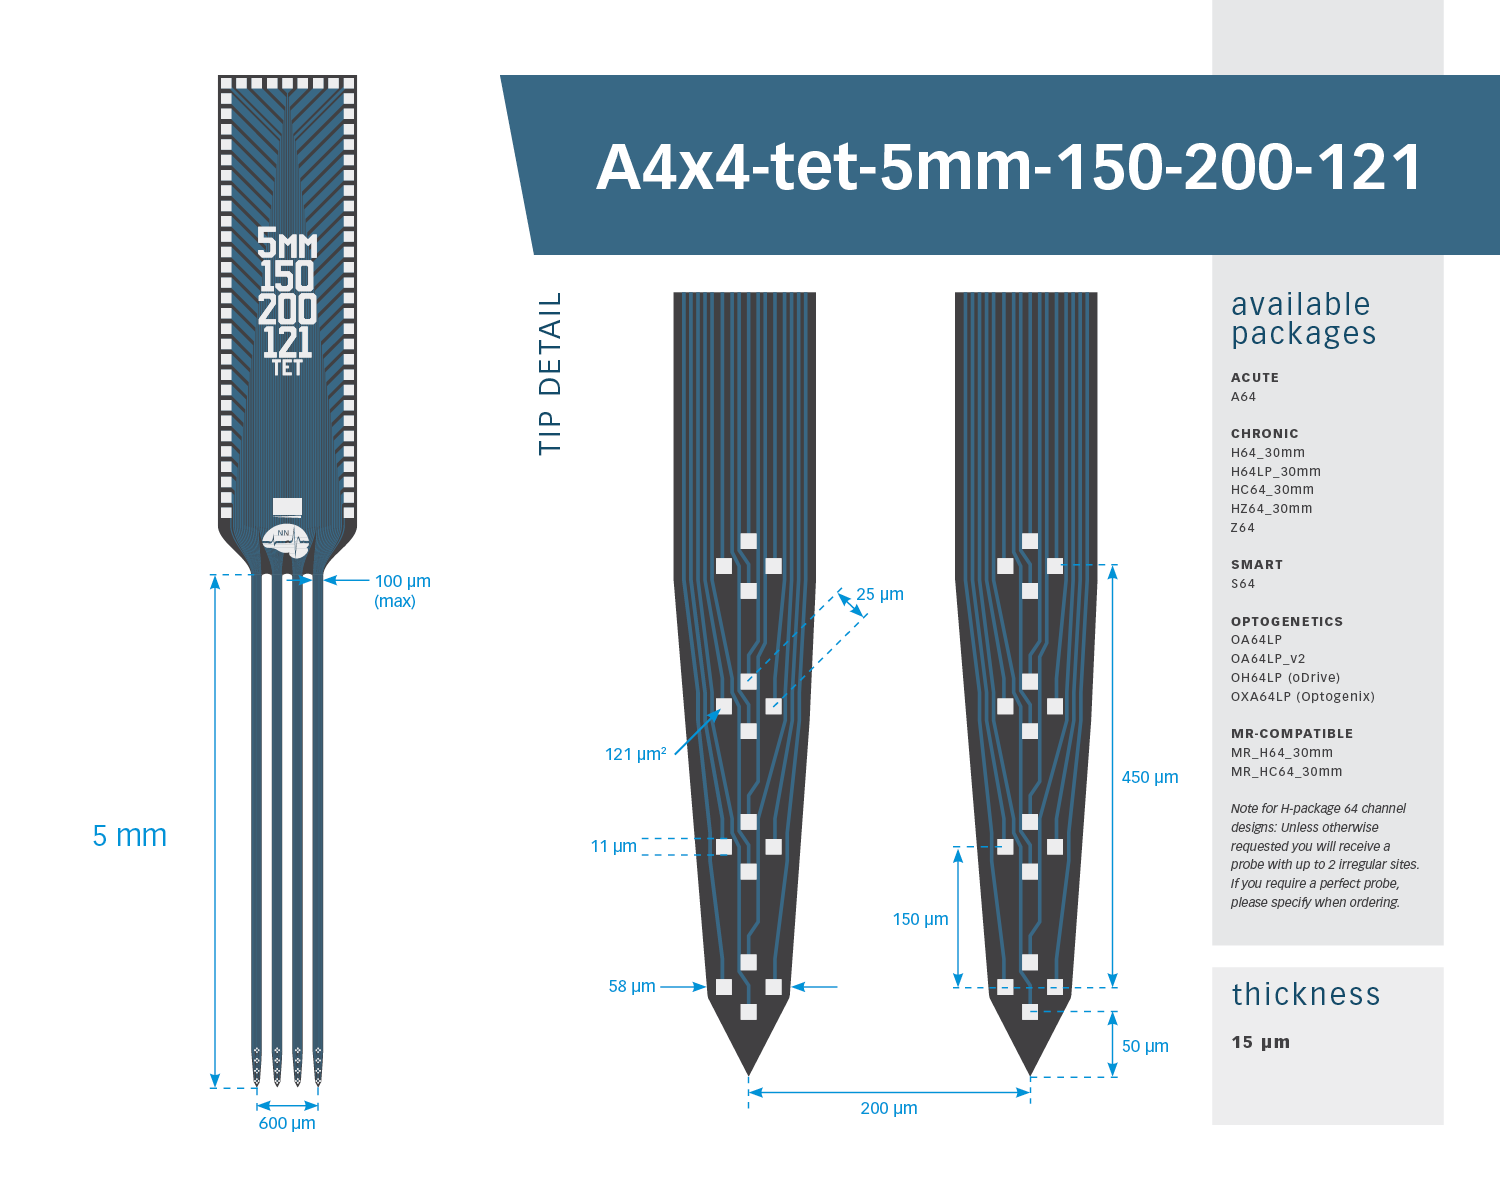 A4x4-tet-5mm-150-200-121
5MM
150
200
121
TET
NN
100 µm
(max)
5 mm
600 µm
TIP DETAIL
25 µm
121 µm²
11 µm
58 µm
450 µm
150 µm
50 µm
200 µm
available
packages
ACUTE
A64
CHRONIC
H64_30mm
H64LP_30mm
HC64_30mm
HZ64_30mm
Z64
SMART
S64
OPTOGENETICS
OA64LP
OA64LP_v2
OH64LP (oDrive)
OXA64LP (Optogenix)
MR-COMPATIBLE
MR_H64_30mm
MR_HC64_30mm
Note for H-package 64 channel
designs: Unless otherwise
requested you will receive a
probe with up to 2 irregular sites.
If you require a perfect probe,
please specify when ordering.
thickness
15 µm